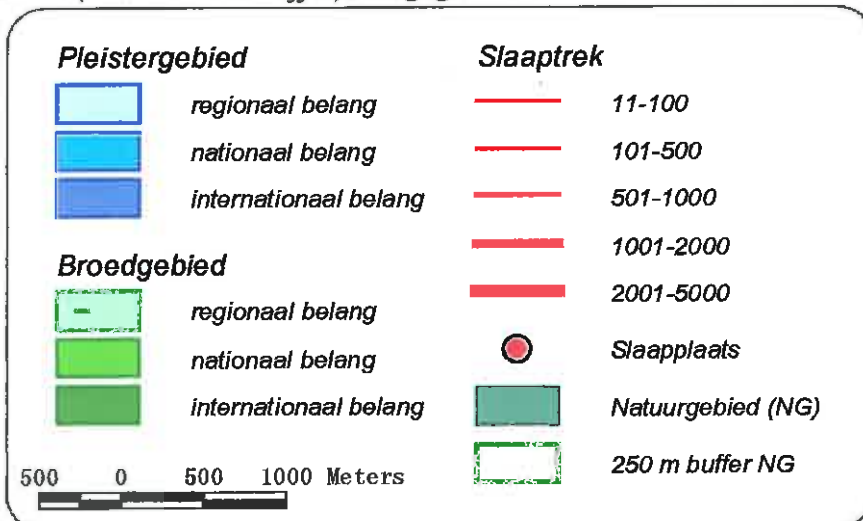 Pleistergebied
regionaal belang
nationaal belang
internationaal belang
Broedgebied
regionaal belang
nationaal belang
internationaal belang
500 0 500 1000 Meters
Slaaptrek
11-100
101-500
501-1000
1001-2000
2001-5000
Slaapplaats
Natuurgebied (NG)
250 m buffer NG